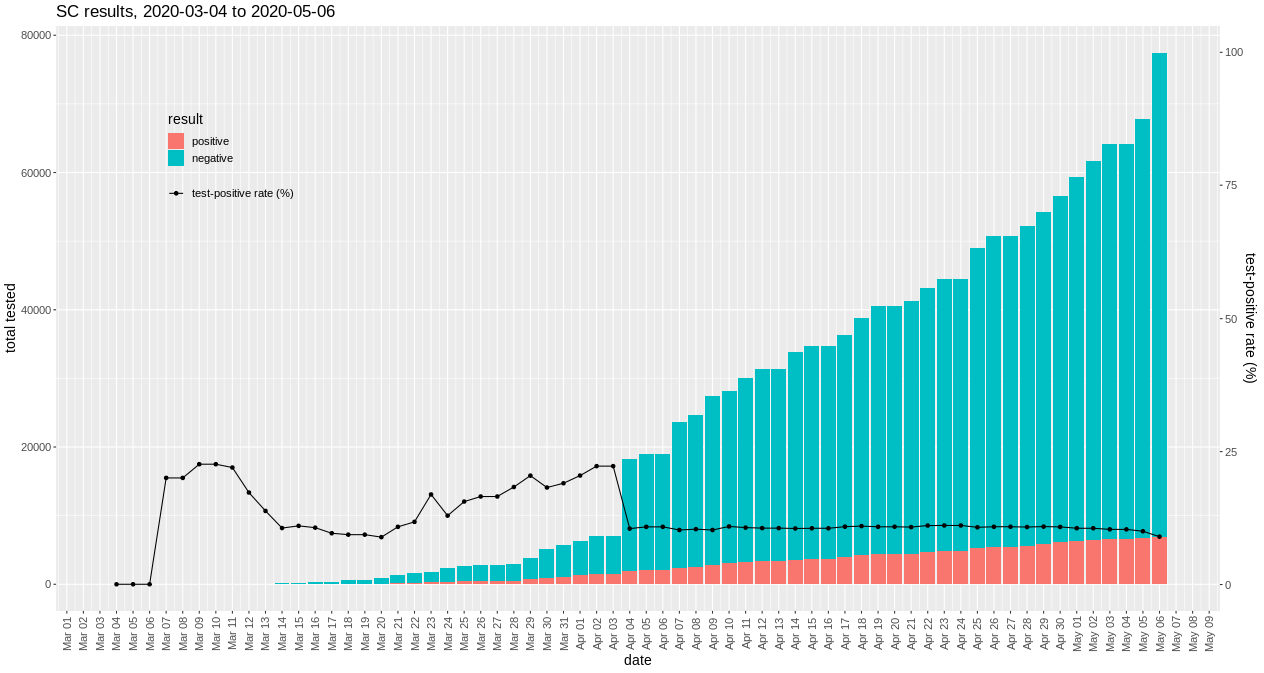 SC results, 2020-03-04 to 2020-05-06
80000
60000
40000
20000
0
total tested
result
positive
negative
test-positive rate (%)
100
75
50
25
0
test-positive rate (%)
Mar 01
Mar 02
Mar 03
Mar 04
Mar 05
Mar 06
Mar 07
Mar 08
Mar 09
Mar 10
Mar 11
Mar 12
Mar 13
Mar 14
Mar 15
Mar 16
Mar 17
Mar 18
Mar 19
Mar 20
Mar 21
Mar 22
Mar 23
Mar 24
Mar 25
Mar 26
Mar 27
Mar 28
Mar 29
Mar 30
Mar 31
Apr 01
Apr 02
Apr 03
Apr 04
Apr 05
Apr 06
Apr 07
Apr 08
Apr 09
Apr 10
Apr 11
Apr 12
Apr 13
Apr 14
Apr 15
Apr 16
Apr 17
Apr 18
Apr 19
Apr 20
Apr 21
Apr 22
Apr 23
Apr 24
Apr 25
Apr 26
Apr 27
Apr 28
Apr 29
Apr 30
May 01
May 02
May 03
May 04
May 05
May 06
May 07
May 08
May 09
date